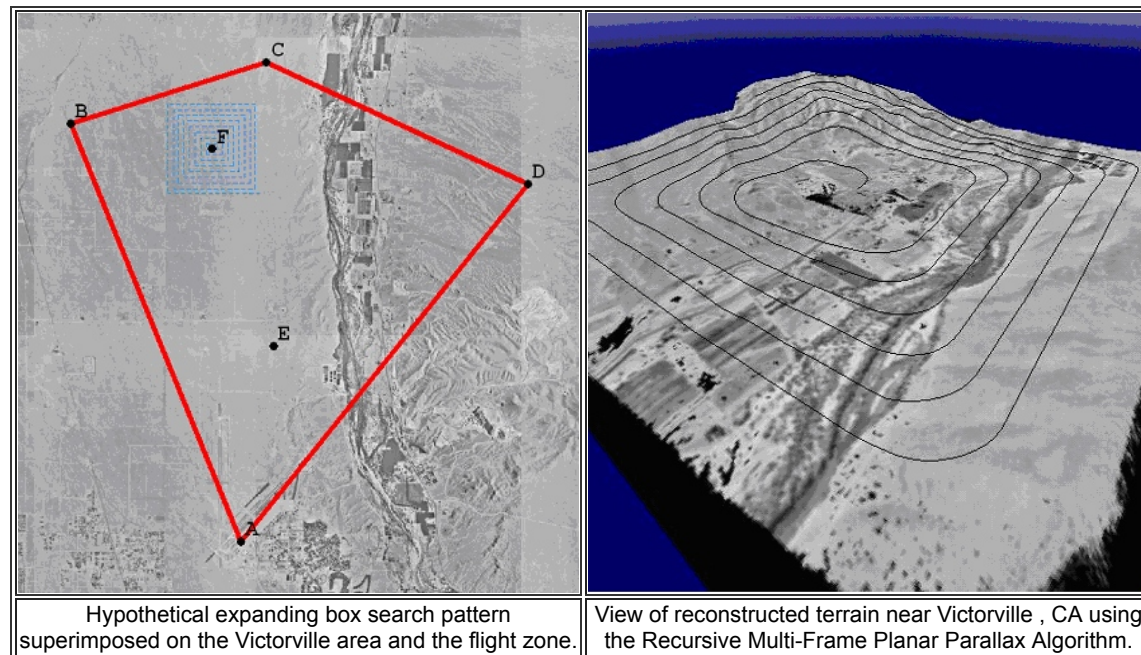 C
B
F
D
E
A
Hypothetical expanding box search pattern
superimposed on the Victorville area and the flight zone.
View of reconstructed terrain near Victorville , CA using
the Recursive Multi-Frame Planar Parallax Algorithm.